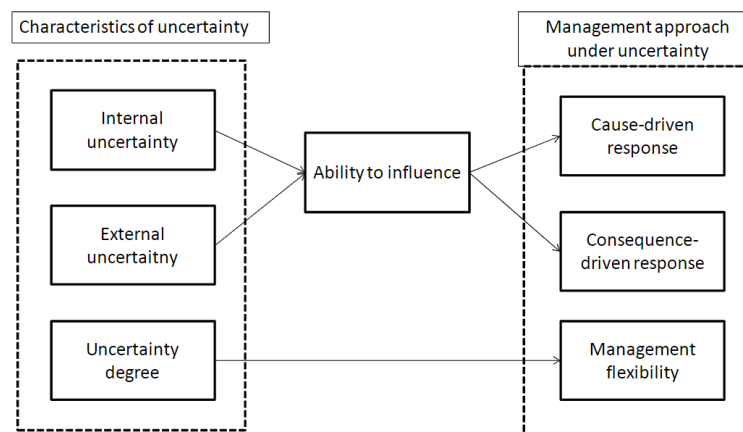 Characteristics of uncertainty
Management approach
under uncertainty
Internal
uncertainty
Cause-driven
response
Ability to influence
External
uncertaitny
Consequence-
driven response
Uncertainty
degree
Management
flexibility